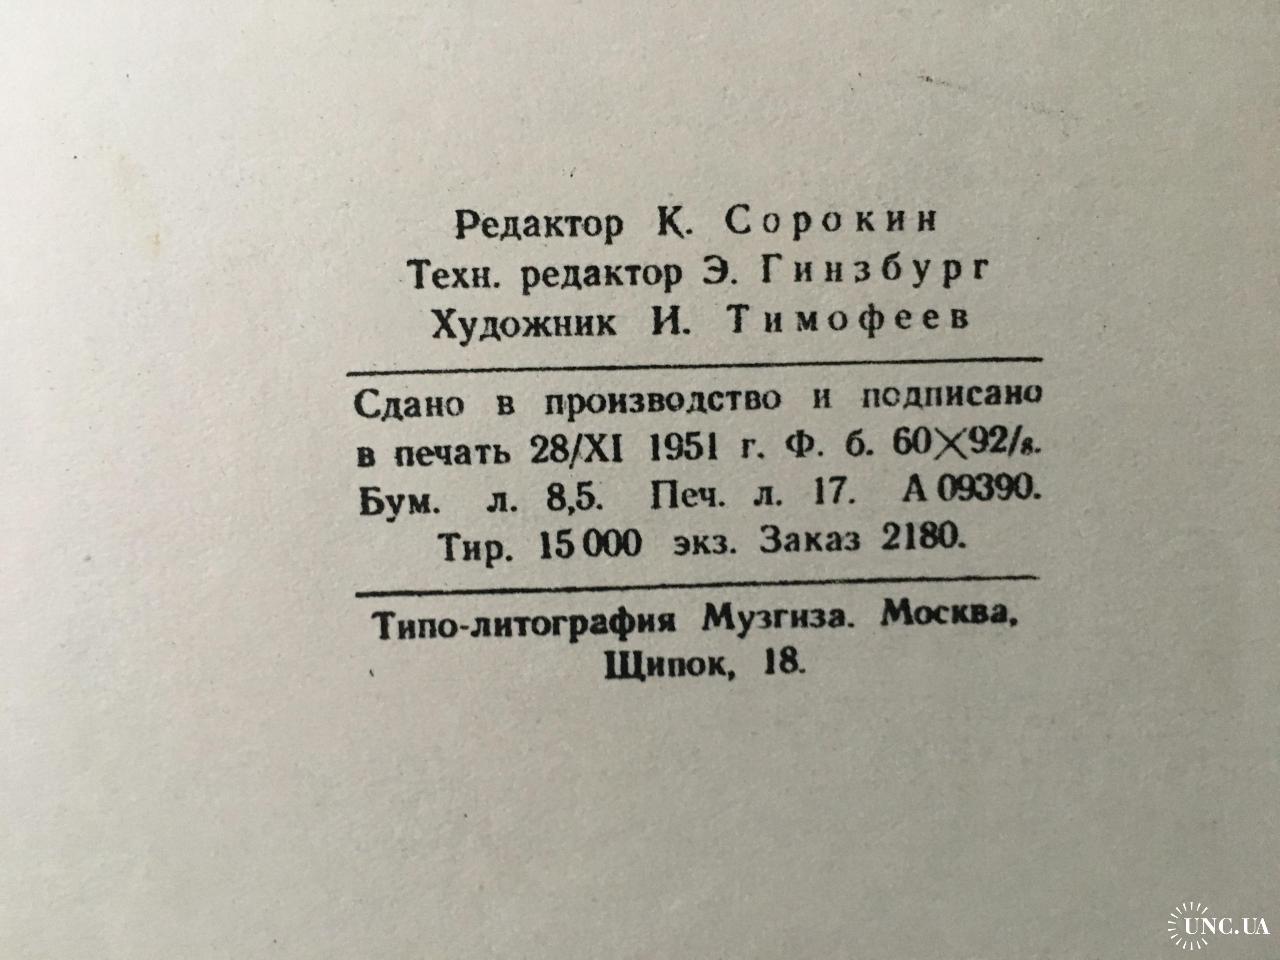 Редактор К. Сорокин
Техн. редактор Э. Гинзбург
Художник И. Тимофеев
Сдано в производство и подписано
в печать 28/XI 1951 г. Ф. б. 60×92/8.
Бум. л. 8,5. Печ. л. 17. А 09390.
Тир. 15 000 экз. Заказ 2180.
Типо-литография Музгиза. Москва,
Щипок, 18.
UNC.UA